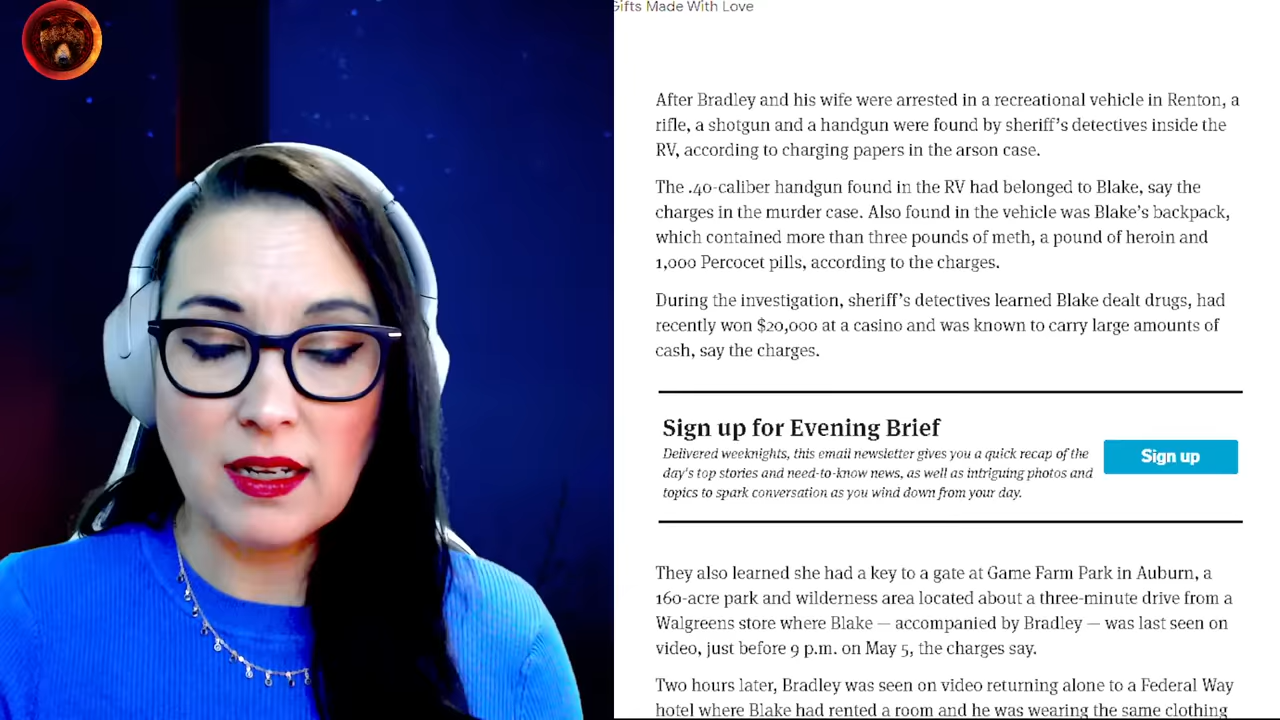 Gifts Made With Love
After Bradley and his wife were arrested in a recreational vehicle in Renton, a
rifle, a shotgun and a handgun were found by sheriff’s detectives inside the
RV, according to charging papers in the arson case.
The .40-caliber handgun found in the RV had belonged to Blake, say the
charges in the murder case. Also found in the vehicle was Blake’s backpack,
which contained more than three pounds of meth, a pound of heroin and
1,000 Percocet pills, according to the charges.
During the investigation, sheriff’s detectives learned Blake dealt drugs, had
recently won $20,000 at a casino and was known to carry large amounts of
cash, say the charges.
Sign up for Evening Brief
Delivered weeknights, this email newsletter gives you a quick recap of the
day's top stories and need-to-know news, as well as intriguing photos and
topics to spark conversation as you wind down from your day.
Sign up
They also learned she had a key to a gate at Game Farm Park in Auburn, a
160-acre park and wilderness area located about a three-minute drive from a
Walgreens store where Blake — accompanied by Bradley — was last seen on
video, just before 9 p.m. on May 5, the charges say.
Two hours later, Bradley was seen on video returning alone to a Federal Way
hotel where Blake had rented a room and he was wearing the same clothing